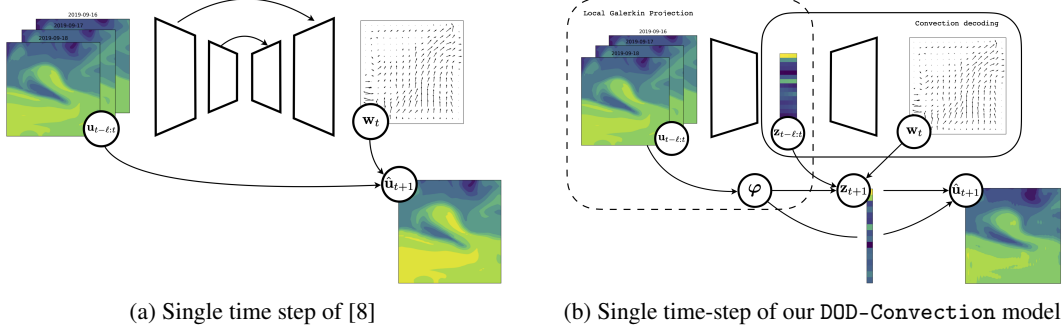 2019-09-16
2019-09-17
2019-09-18
u_{t−ℓ:t}
w_t
û_{t+1}
(a) Single time step of [8]
Local Galerkin Projection
Convection decoding
2019-09-16
2019-09-17
2019-09-18
u_{t−ℓ:t}
z_{t−ℓ:t}
w_t
φ
z_{t+1}
û_{t+1}
(b) Single time-step of our DOD-Convection model